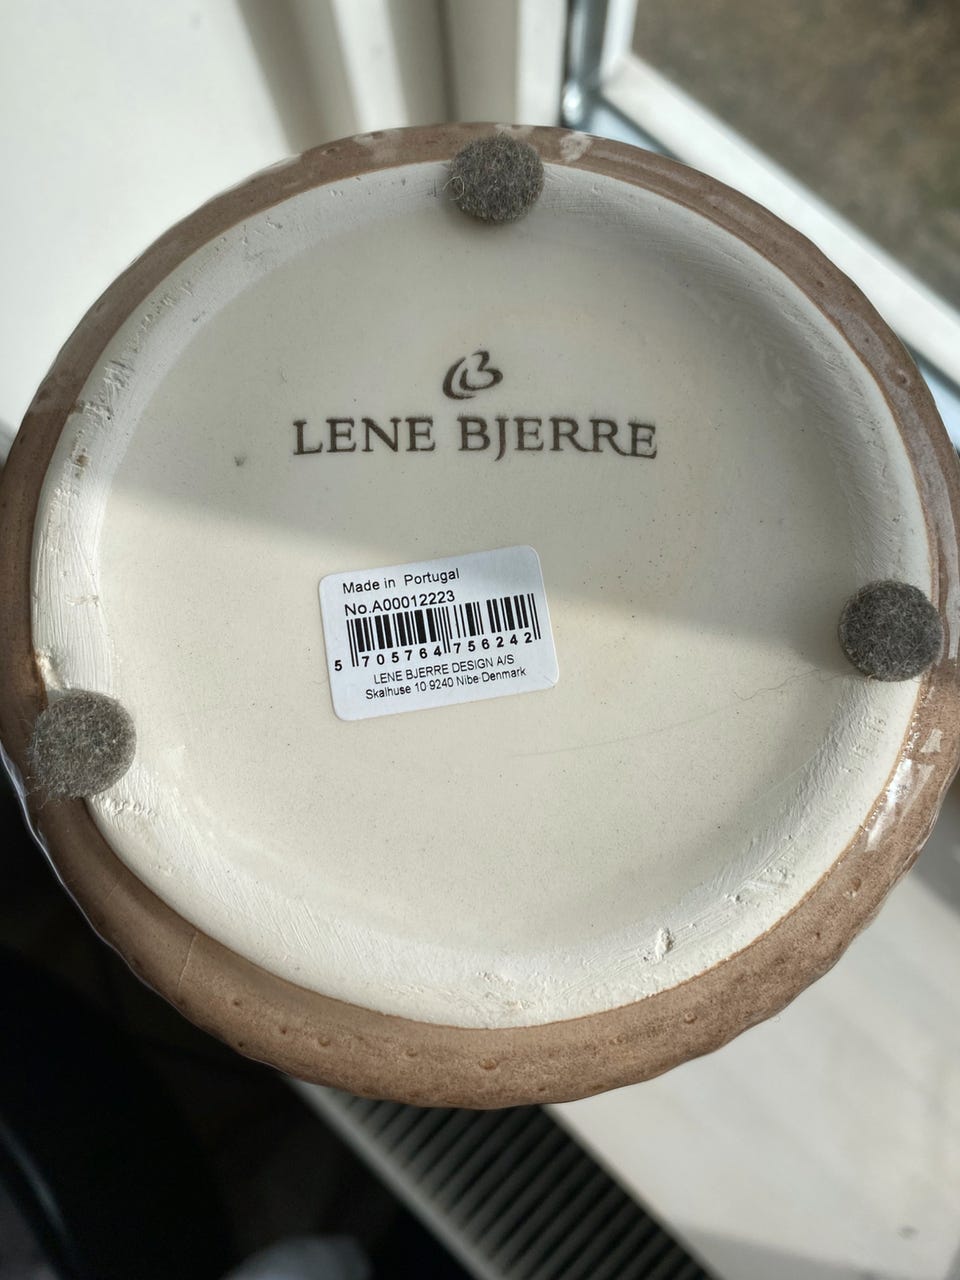 LENE BJERRE
Made in Portugal
No.A00012223
5 705764 756242
LENE BJERRE DESIGN A/S
Skalhuse 10·9240 Nibe·Denmark